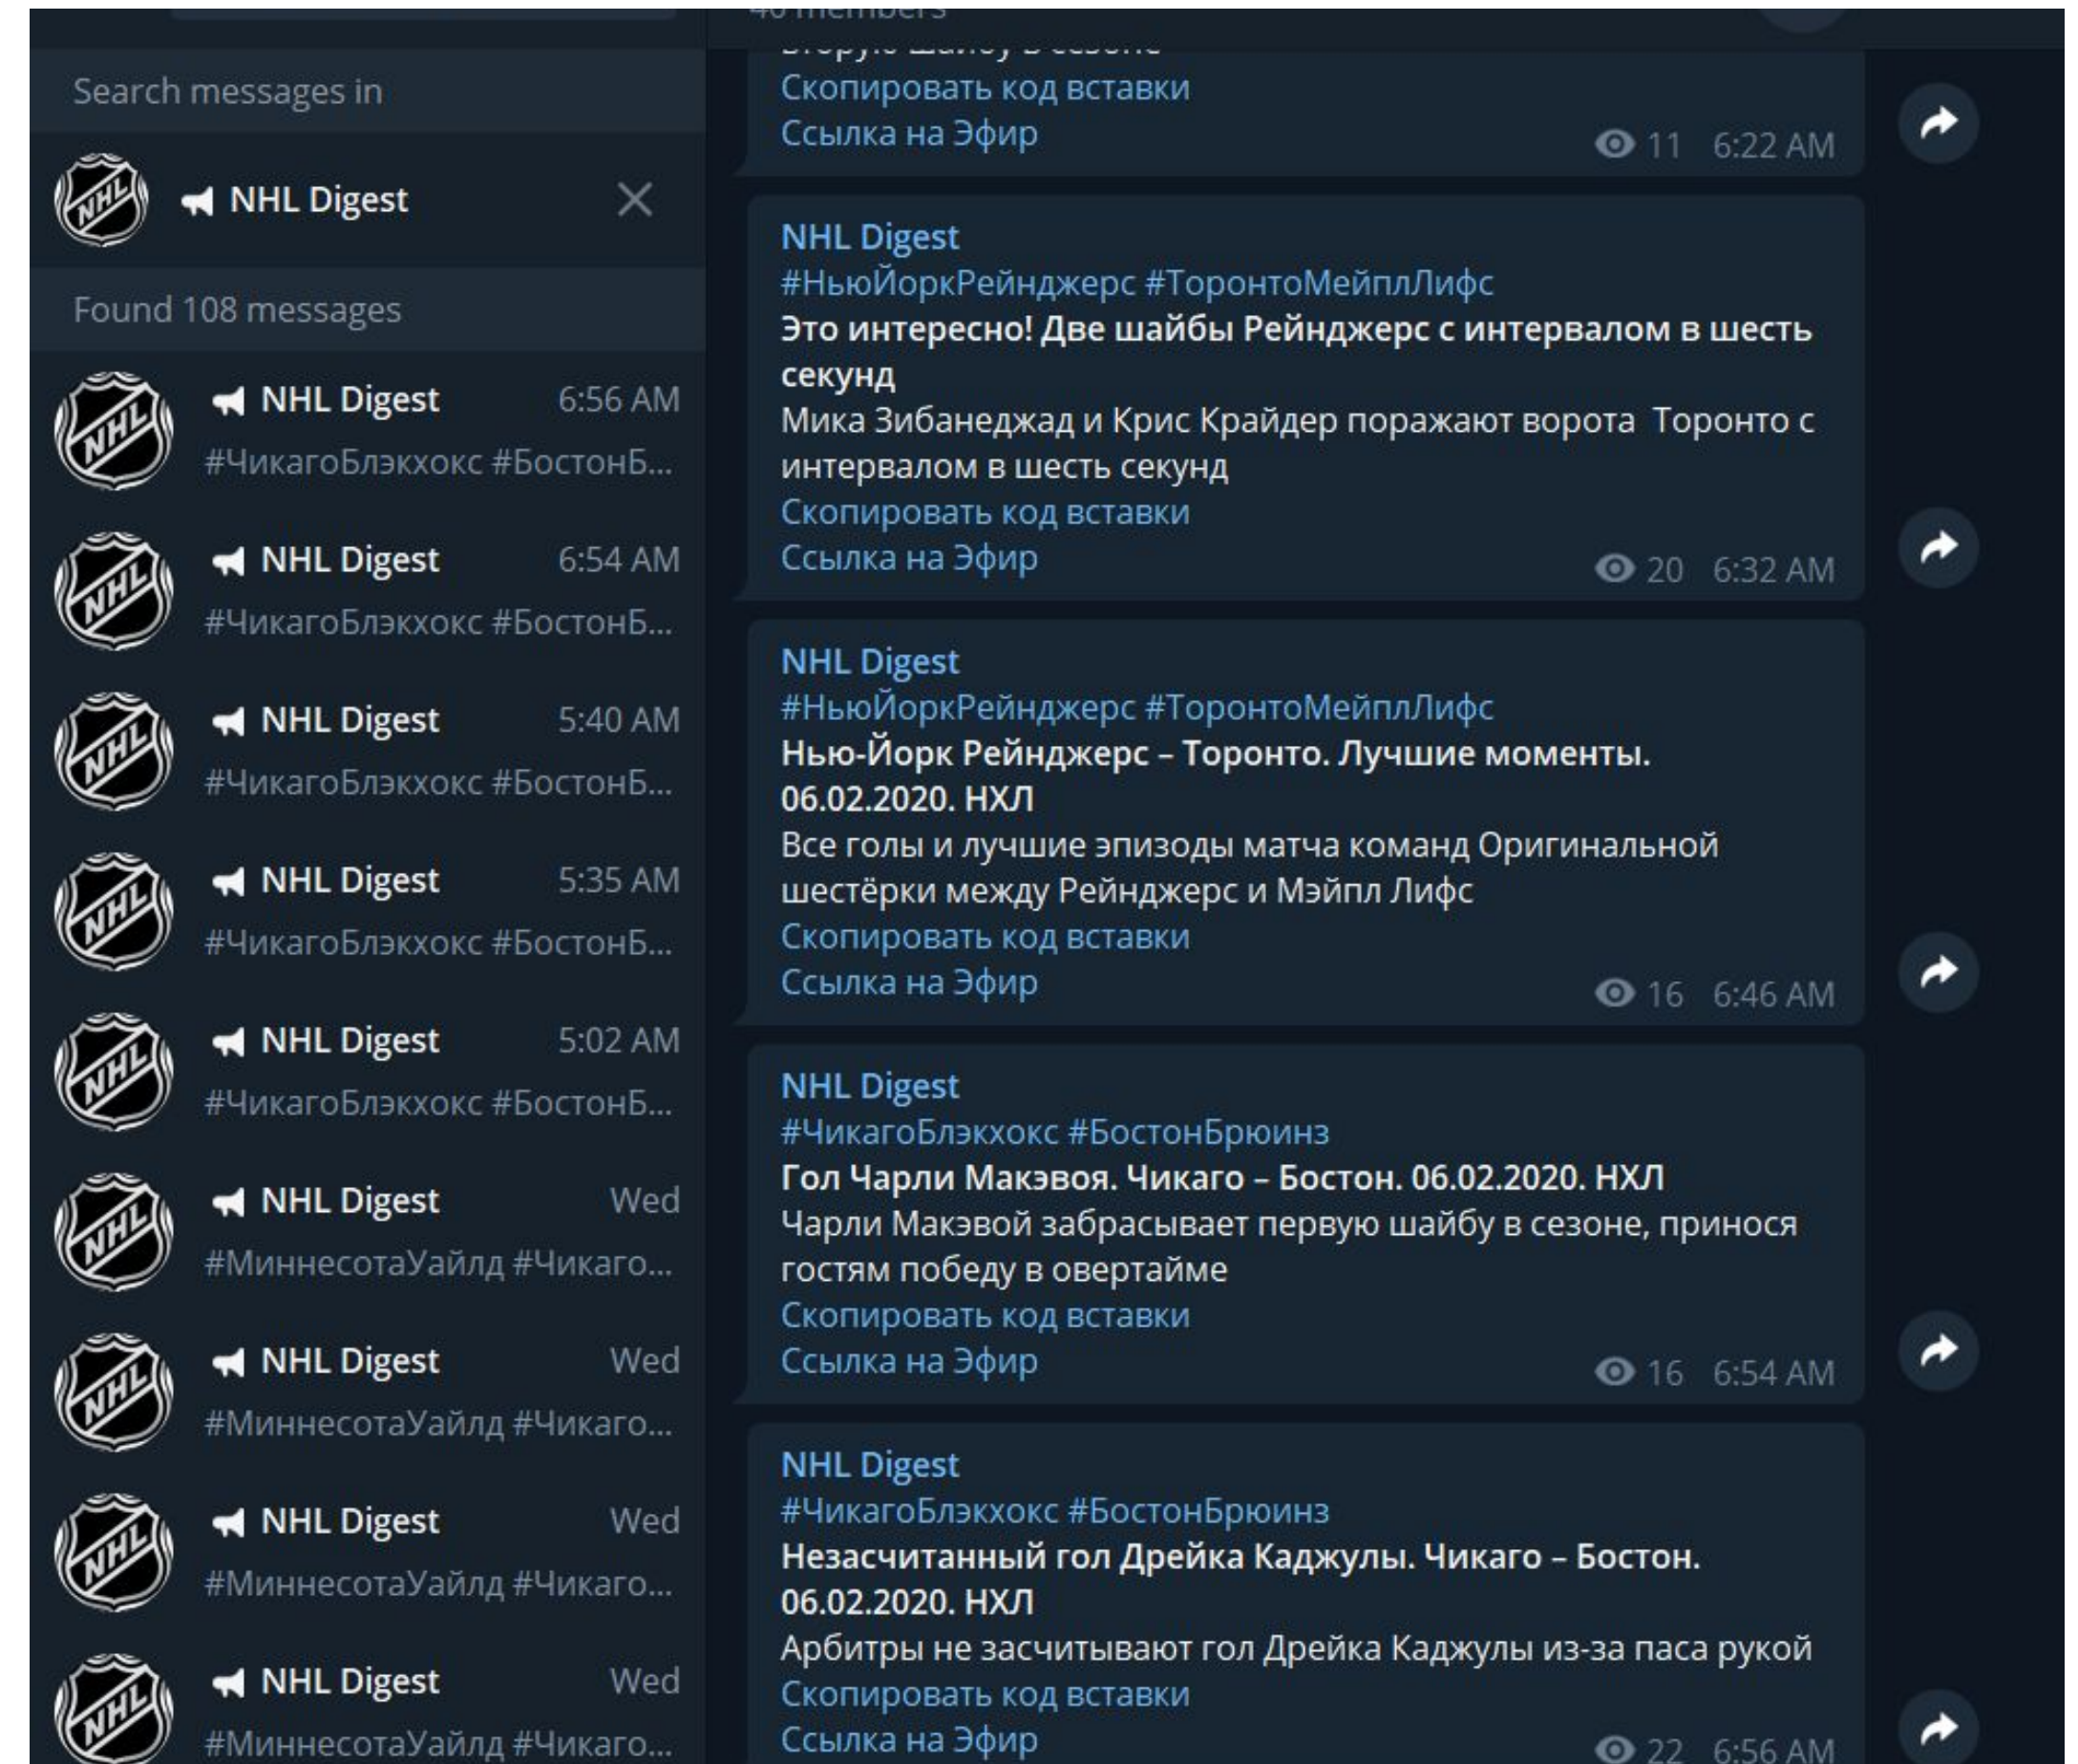 Search messages in
NHL Digest
Found 108 messages
NHL Digest 6:56 AM
#ЧикагоБлэкхокс #БостонБ...
NHL Digest 6:54 AM
#ЧикагоБлэкхокс #БостонБ...
NHL Digest 5:40 AM
#ЧикагоБлэкхокс #БостонБ...
NHL Digest 5:35 AM
#ЧикагоБлэкхокс #БостонБ...
NHL Digest 5:02 AM
#ЧикагоБлэкхокс #БостонБ...
NHL Digest Wed
#МиннесотаУайлд #Чикаго...
NHL Digest Wed
#МиннесотаУайлд #Чикаго...
NHL Digest Wed
#МиннесотаУайлд #Чикаго...
NHL Digest Wed
#МиннесотаУайлд #Чикаго...
members
вторую шайбу в сезоне
Скопировать код вставки
Ссылка на Эфир
11 6:22 AM
NHL Digest
#НьюЙоркРейнджерс #ТоронтоМейплЛифс
Это интересно! Две шайбы Рейнджерс с интервалом в шесть
секунд
Мика Зибанеджад и Крис Крайдер поражают ворота Торонто с
интервалом в шесть секунд
Скопировать код вставки
Ссылка на Эфир
20 6:32 AM
NHL Digest
#НьюЙоркРейнджерс #ТоронтоМейплЛифс
Нью-Йорк Рейнджерс – Торонто. Лучшие моменты.
06.02.2020. НХЛ
Все голы и лучшие эпизоды матча команд Оригинальной
шестёрки между Рейнджерс и Мэйпл Лифс
Скопировать код вставки
Ссылка на Эфир
16 6:46 AM
NHL Digest
#ЧикагоБлэкхокс #БостонБрюинз
Гол Чарли Макэвоя. Чикаго – Бостон. 06.02.2020. НХЛ
Чарли Макэвой забрасывает первую шайбу в сезоне, принося
гостям победу в овертайме
Скопировать код вставки
Ссылка на Эфир
16 6:54 AM
NHL Digest
#ЧикагоБлэкхокс #БостонБрюинз
Незасчитанный гол Дрейка Каджулы. Чикаго – Бостон.
06.02.2020. НХЛ
Арбитры не засчитывают гол Дрейка Каджулы из-за паса рукой
Скопировать код вставки
Ссылка на Эфир
22 6:56 AM